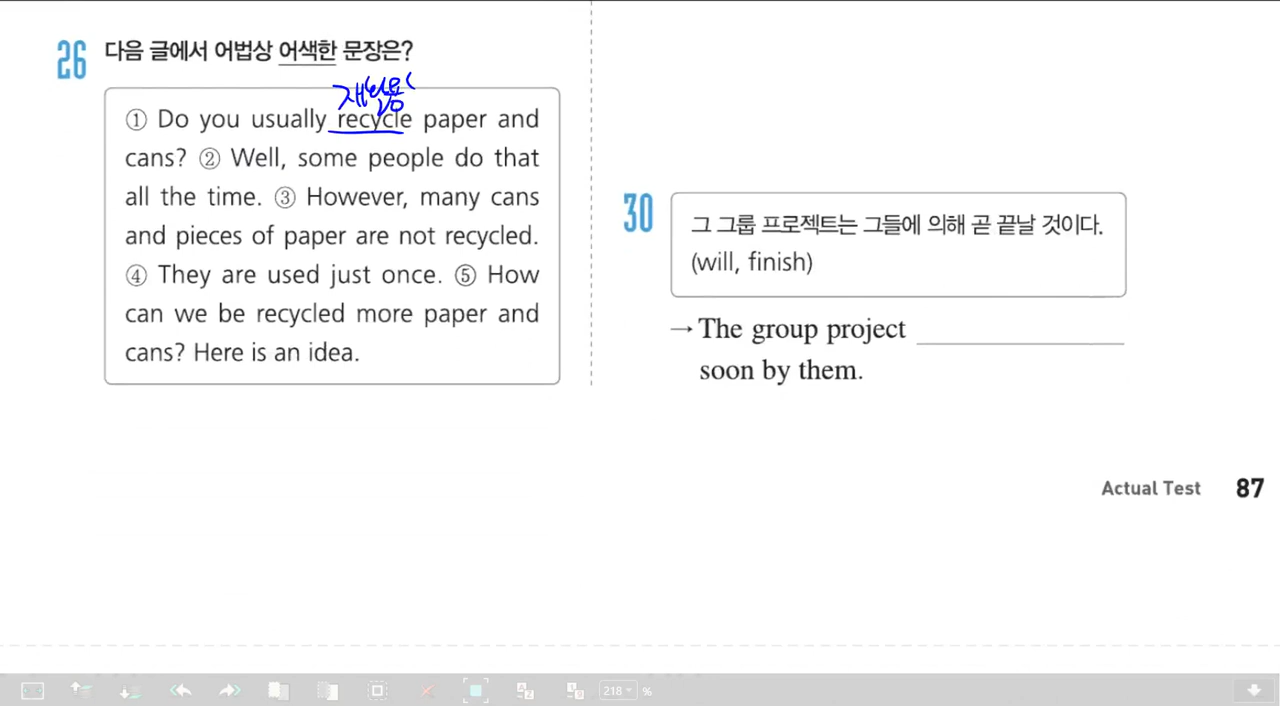 26 다음 글에서 어법상 어색한 문장은?
재활용
① Do you usually recycle paper and
cans? ② Well, some people do that
all the time. ③ However, many cans
and pieces of paper are not recycled.
④ They are used just once. ⑤ How
can we be recycled more paper and
cans? Here is an idea.
30 그 그룹 프로젝트는 그들에 의해 곧 끝날 것이다.
(will, finish)
→ The group project
soon by them.
Actual Test 87
218 %